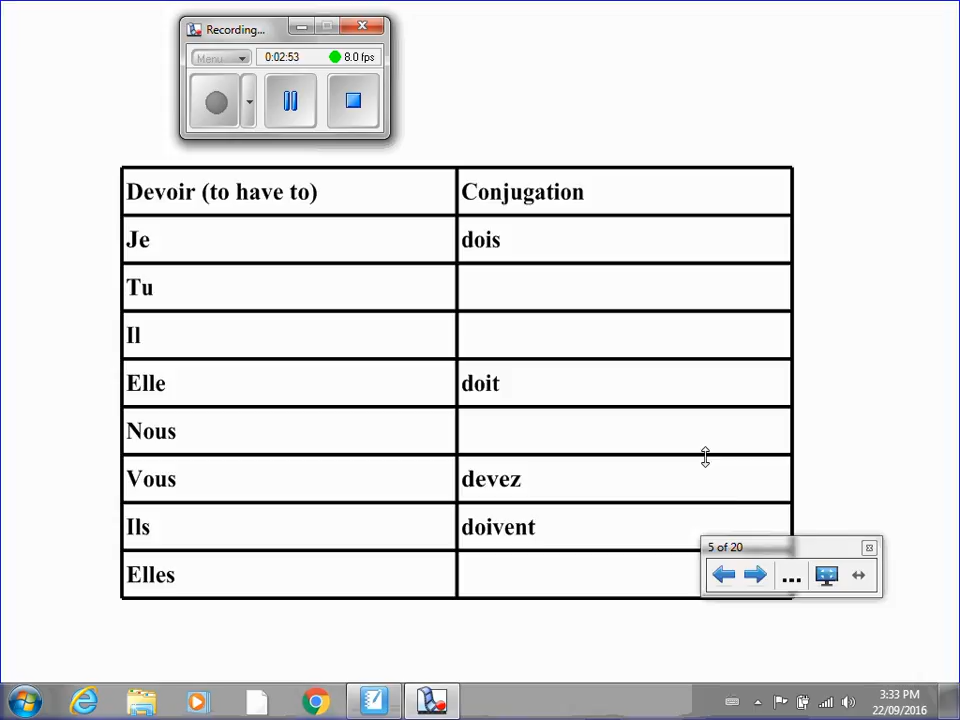 Recording...
Menu
0:02:53
8.0 fps
Devoir (to have to)
Conjugation
Je
dois
Tu
Il
Elle
doit
Nous
Vous
devez
Ils
doivent
5 of 20
Elles
...
3:33 PM
22/09/2016